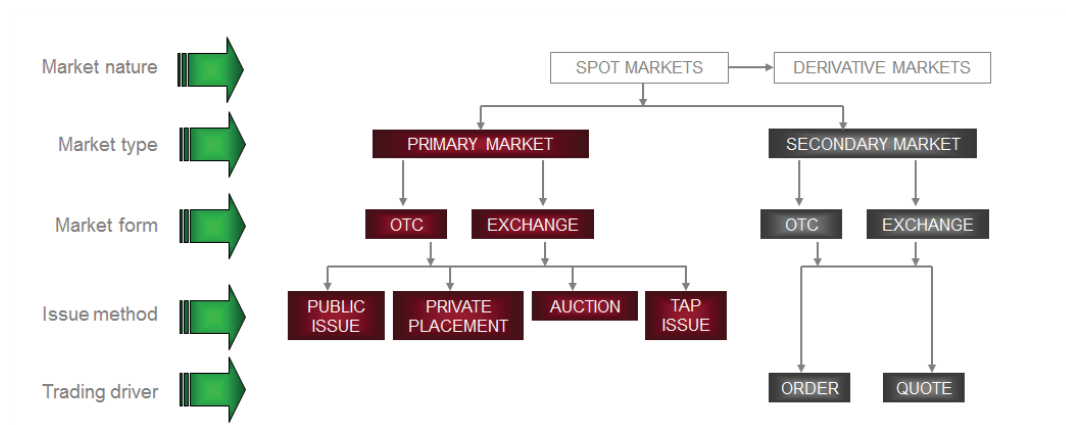 Market nature
SPOT MARKETS
DERIVATIVE MARKETS
Market type
PRIMARY MARKET
SECONDARY MARKET
Market form
OTC
EXCHANGE
OTC
EXCHANGE
Issue method
PUBLIC
ISSUE
PRIVATE
PLACEMENT
AUCTION
TAP
ISSUE
Trading driver
ORDER
QUOTE